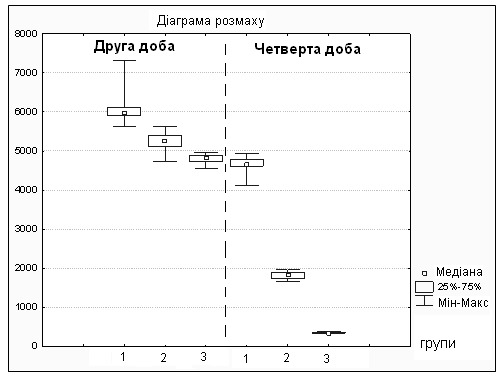 Діаграма розмаху
Друга доба
Четверта доба
8000
7000
6000
5000
4000
3000
2000
1000
0
1 2 3 1 2 3
групи
Медіана
25%-75%
Мін-Макс